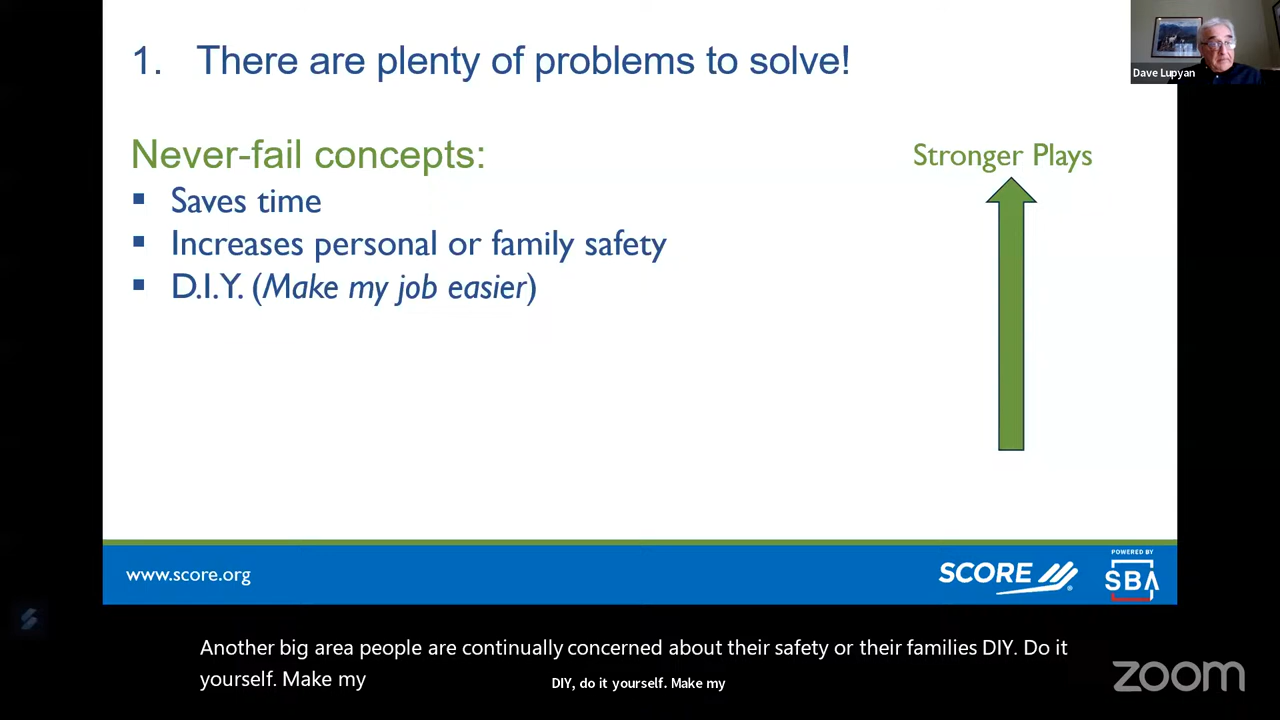 1. There are plenty of problems to solve!
Dave Lupyan
Never-fail concepts:
Stronger Plays
▪ Saves time
▪ Increases personal or family safety
▪ D.I.Y. (Make my job easier)
www.score.org
SCORE
®
POWERED BY
SBA
Another big area people are continually concerned about their safety or their families DIY. Do it
yourself. Make my
DIY, do it yourself. Make my
zoom